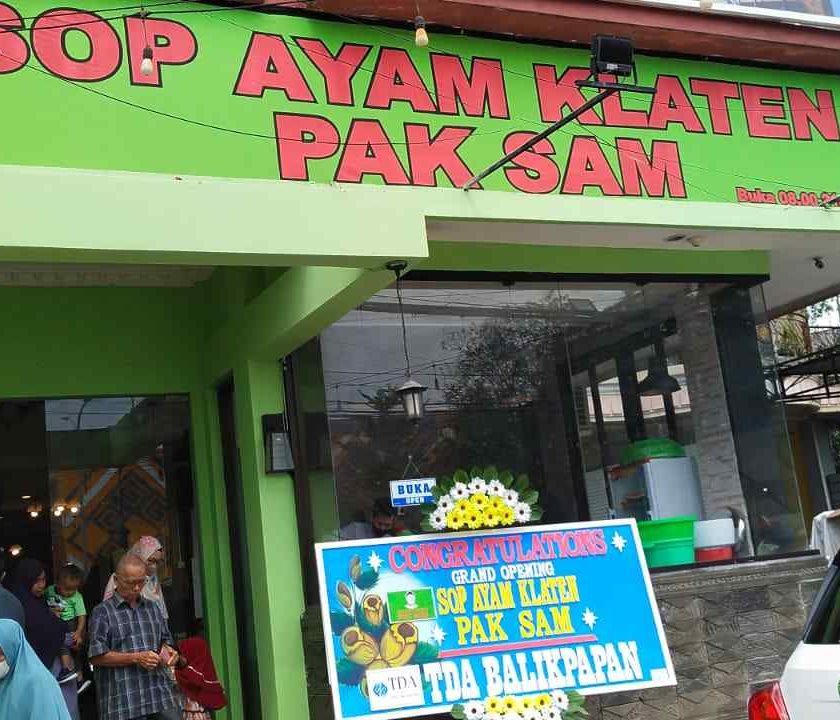 SOP AYAM KLATEN
PAK SAM
Buka 08.00
BUKA
OPEN
CONGRATULATIONS
GRAND OPENING
SOP AYAM KLATEN
PAK SAM
TDA
TDA BALIKPAPAN